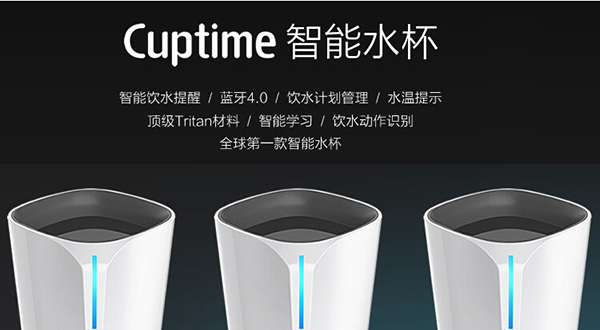 Cuptime 智能水杯
智能饮水提醒 / 蓝牙4.0 / 饮水计划管理 / 水温提示
顶级Tritan材料 / 智能学习 / 饮水动作识别
全球第一款智能水杯